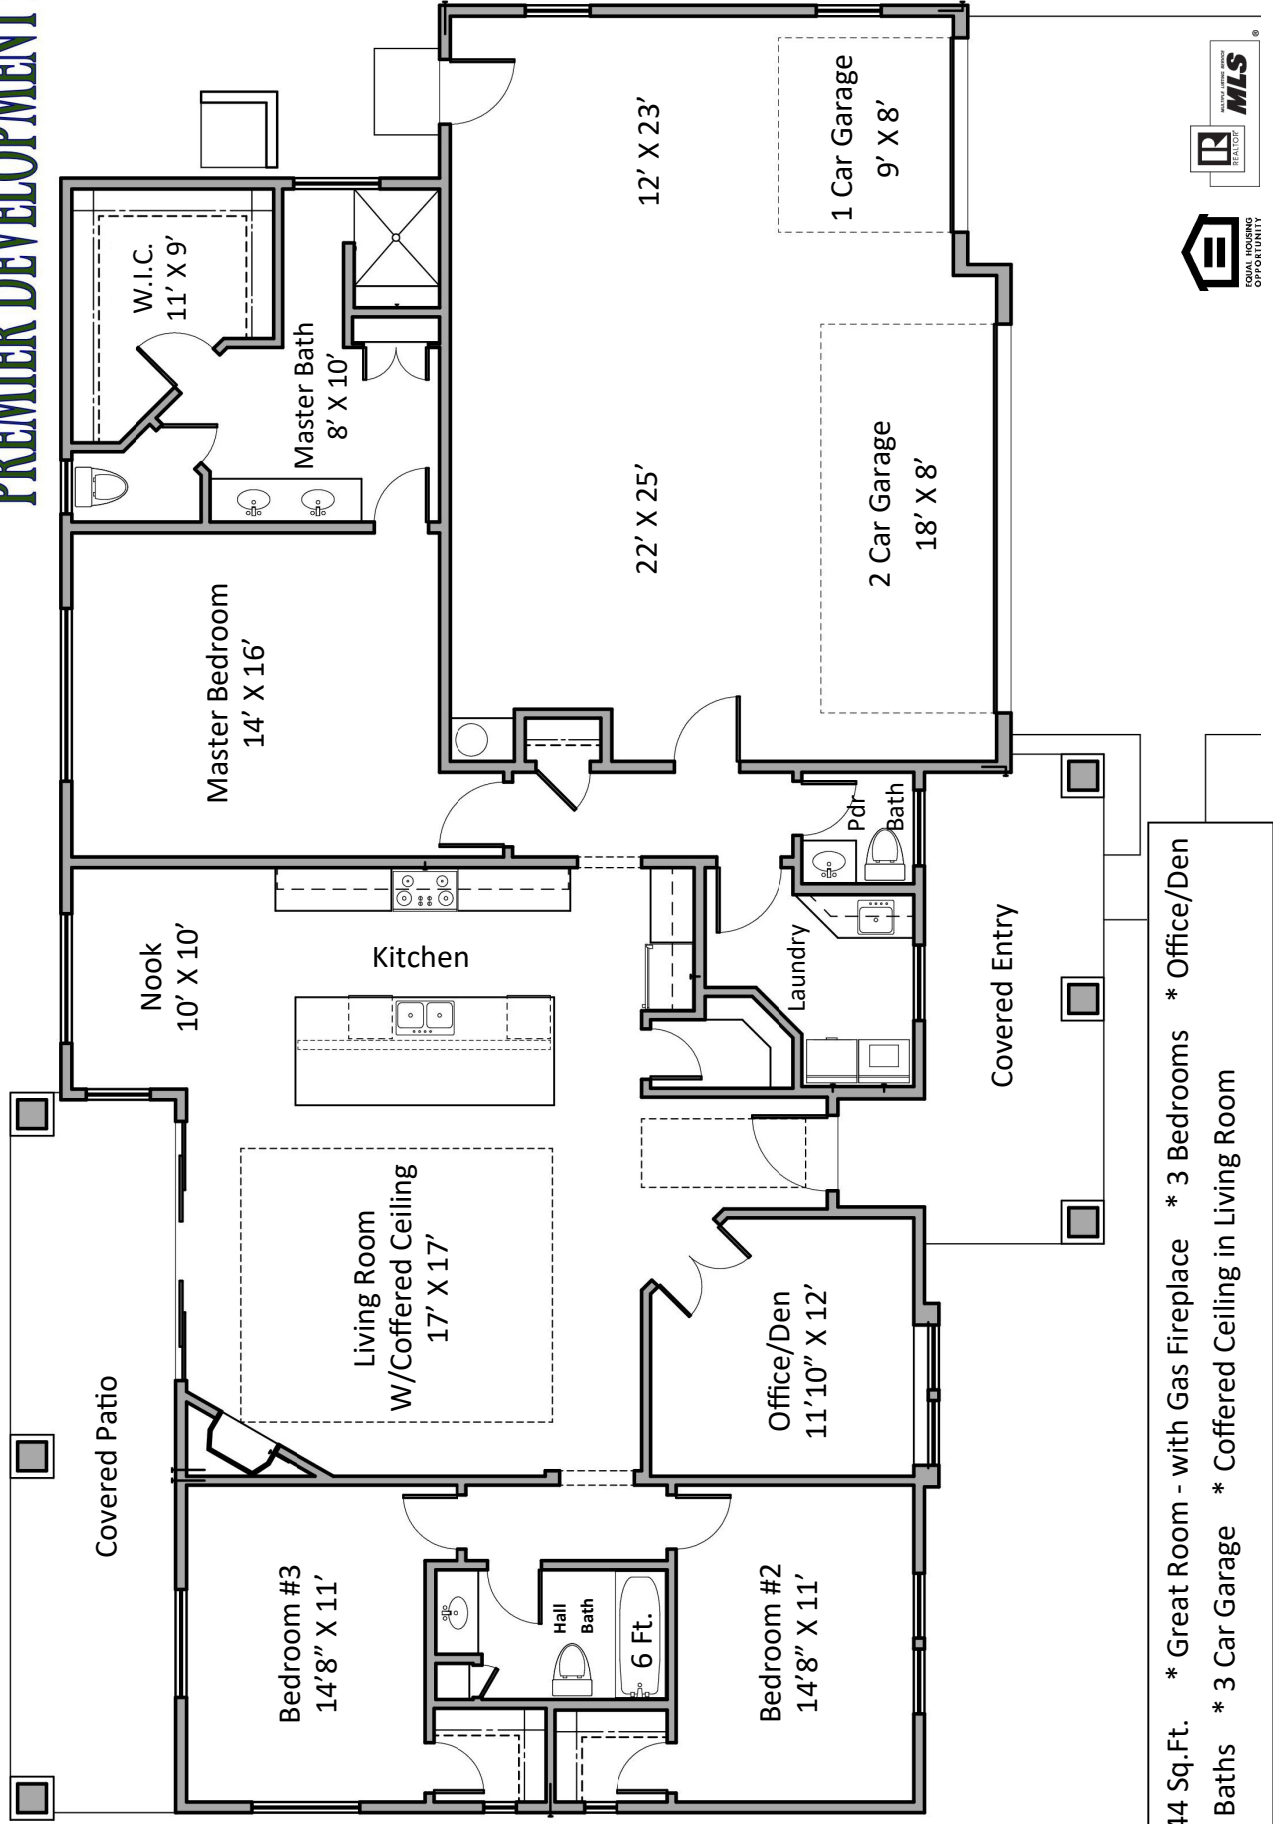 PREMIER DEVELOPMENT
W.I.C.
11' X 9'
Master Bath
8' X 10'
12' X 23'
1 Car Garage
9' X 8'
Master Bedroom
14' X 16'
22' X 25'
2 Car Garage
18' X 8'
Nook
10' X 10'
Kitchen
Laundry
Pdr
Bath
Covered Entry
Covered Patio
Living Room
W/Coffered Ceiling
17' X 17'
Office/Den
11'10" X 12'
Bedroom #3
14'8" X 11'
Hall
Bath
6 Ft.
Bedroom #2
14'8" X 11'
44 Sq.Ft. * Great Room - with Gas Fireplace * 3 Bedrooms * Office/Den
Baths * 3 Car Garage * Coffered Ceiling in Living Room
EQUAL HOUSING
OPPORTUNITY
R
REALTOR®
MULTIPLE LISTING SERVICE
MLS
®